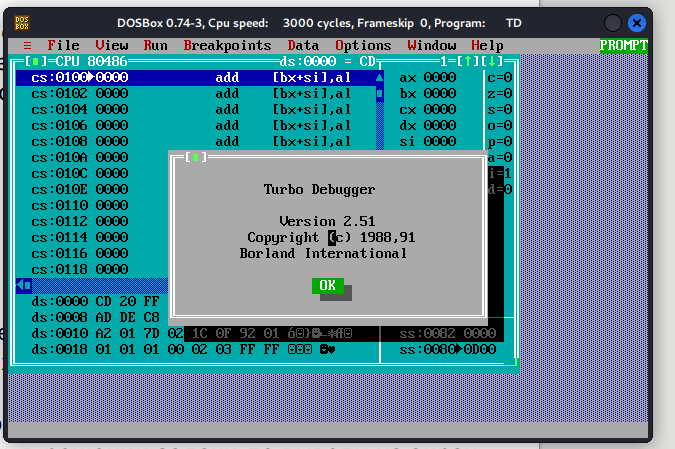 DOS BOX DOSBox 0.74-3, Cpu speed: 3000 cycles, Frameskip 0, Program: TD
≡ File View Run Breakpoints Data Options Window Help PROMPT
[■]=CPU 80486 ds:0000 = CD 1=[↑][↓]
cs:0100►0000 add [bx+si],al ax 0000 c=0
cs:0102 0000 add [bx+si],al bx 0000 z=0
cs:0104 0000 add [bx+si],al cx 0000 s=0
cs:0106 0000 add [bx+si],al dx 0000 o=0
cs:0108 0000 add [bx+si],al si 0000 p=0
cs:010A 0000 a=0
cs:010C 0000 i=1
cs:010E 0000 d=0
cs:0110 0000
cs:0112 0000
cs:0114 0000
cs:0116 0000
cs:0118 0000
[■]
Turbo Debugger
Version 2.51
Copyright (c) 1988,91
Borland International
OK
ds:0000 CD 20 FF
ds:0008 AD DE C8
ds:0010 A2 01 7D 02 1C 0F 92 01 ss:0082 0000
ds:0018 01 01 01 00 02 03 FF FF ☺☺☺ ☻♥ ss:0080►0D00